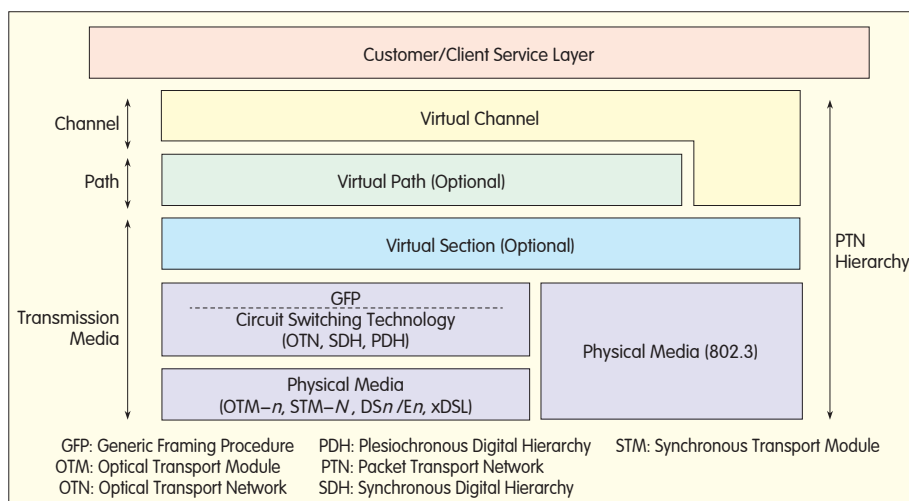 Customer/Client Service Layer
Channel
Virtual Channel
Path
Virtual Path (Optional)
Virtual Section (Optional)
PTN
Hierarchy
Transmission
Media
GFP
Circuit Switching Technology
(OTN, SDH, PDH)
Physical Media (802.3)
Physical Media
(OTM–n, STM–N , DSn /En, xDSL)
GFP: Generic Framing Procedure PDH: Plesiochronous Digital Hierarchy STM: Synchronous Transport Module
OTM: Optical Transport Module PTN: Packet Transport Network
OTN: Optical Transport Network SDH: Synchronous Digital Hierarchy